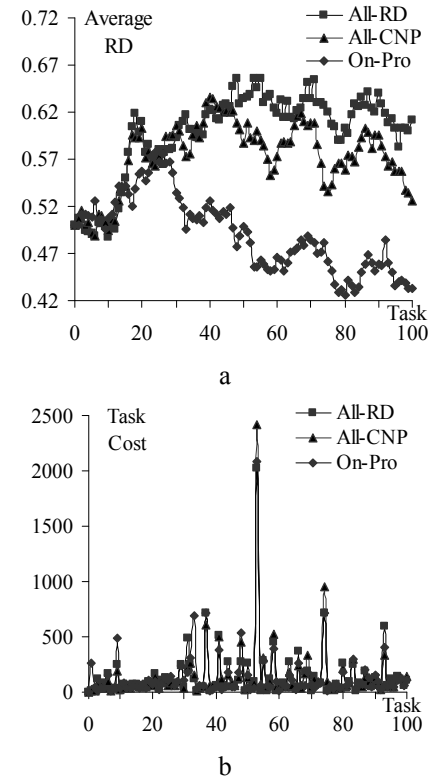 Average
RD
0.72
0.67
0.62
0.57
0.52
0.47
0.42
All-RD
All-CNP
On-Pro
Task
0 20 40 60 80 100
a
Task
Cost
2500
2000
1500
1000
500
0
All-RD
All-CNP
On-Pro
Task
0 20 40 60 80 100
b